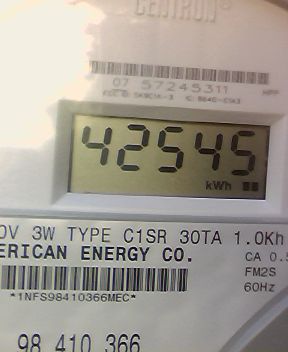 CENTRON®
07 57245311
42545
kWh
0V 3W TYPE C1SR 30TA 1.0Kh
ERICAN ENERGY CO.
CA 0.5
FM2S
*1NFS98410366MEC*
60Hz
98 410 366